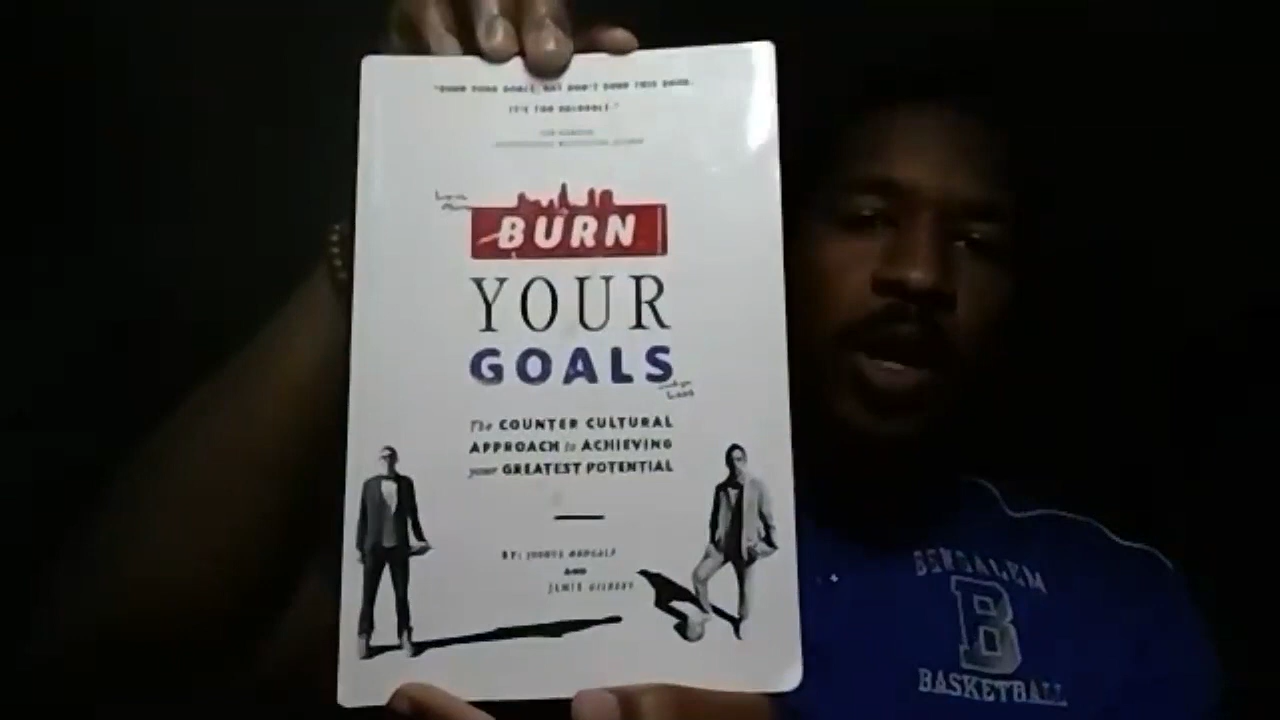 "BURN YOUR GOALS, BUT DON'T BURN THIS BOOK.
IT'S TOO VALUABLE."
BURN
YOUR
GOALS
The COUNTER CULTURAL
APPROACH to ACHIEVING
your GREATEST POTENTIAL
BY: JOSHUA
AND
JAMIE GILBERT
BENSALEM
B
BASKETBALL